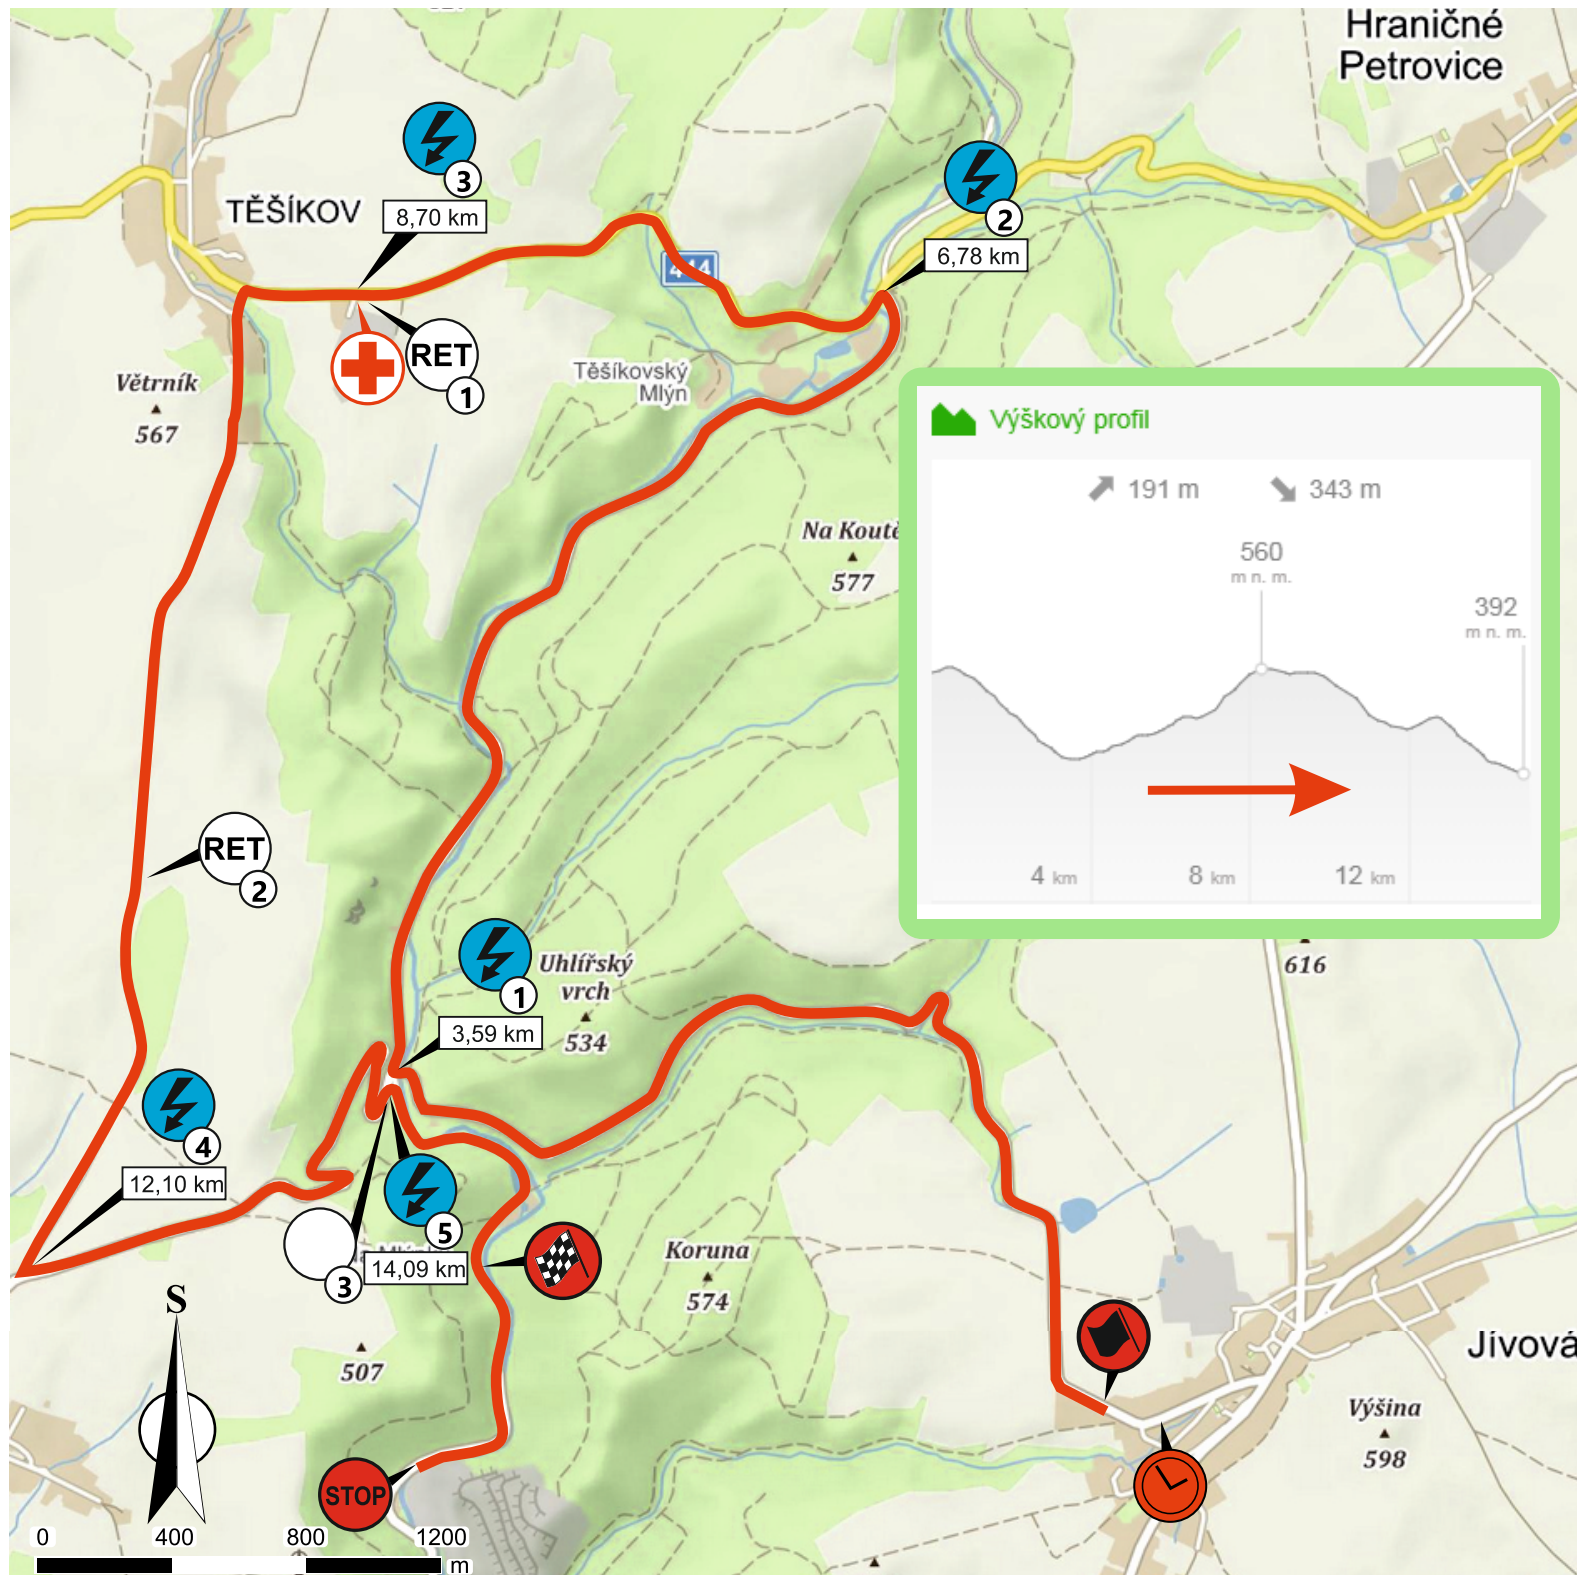 Hraničné
Petrovice
3
TĚŠÍKOV
8,70 km
2
6,78 km
444
RET
1
Těšíkovský
Mlýn
Větrník
567
Výškový profil
191 m
343 m
Na Koutě
577
560
m n. m.
392
m n. m.
4 km
8 km
12 km
RET
2
1
Uhlířský
vrch
534
3,59 km
616
4
12,10 km
5
14,09 km
3
Koruna
574
S
507
Jívová
Výšina
598
STOP
0 400 800 1200
m